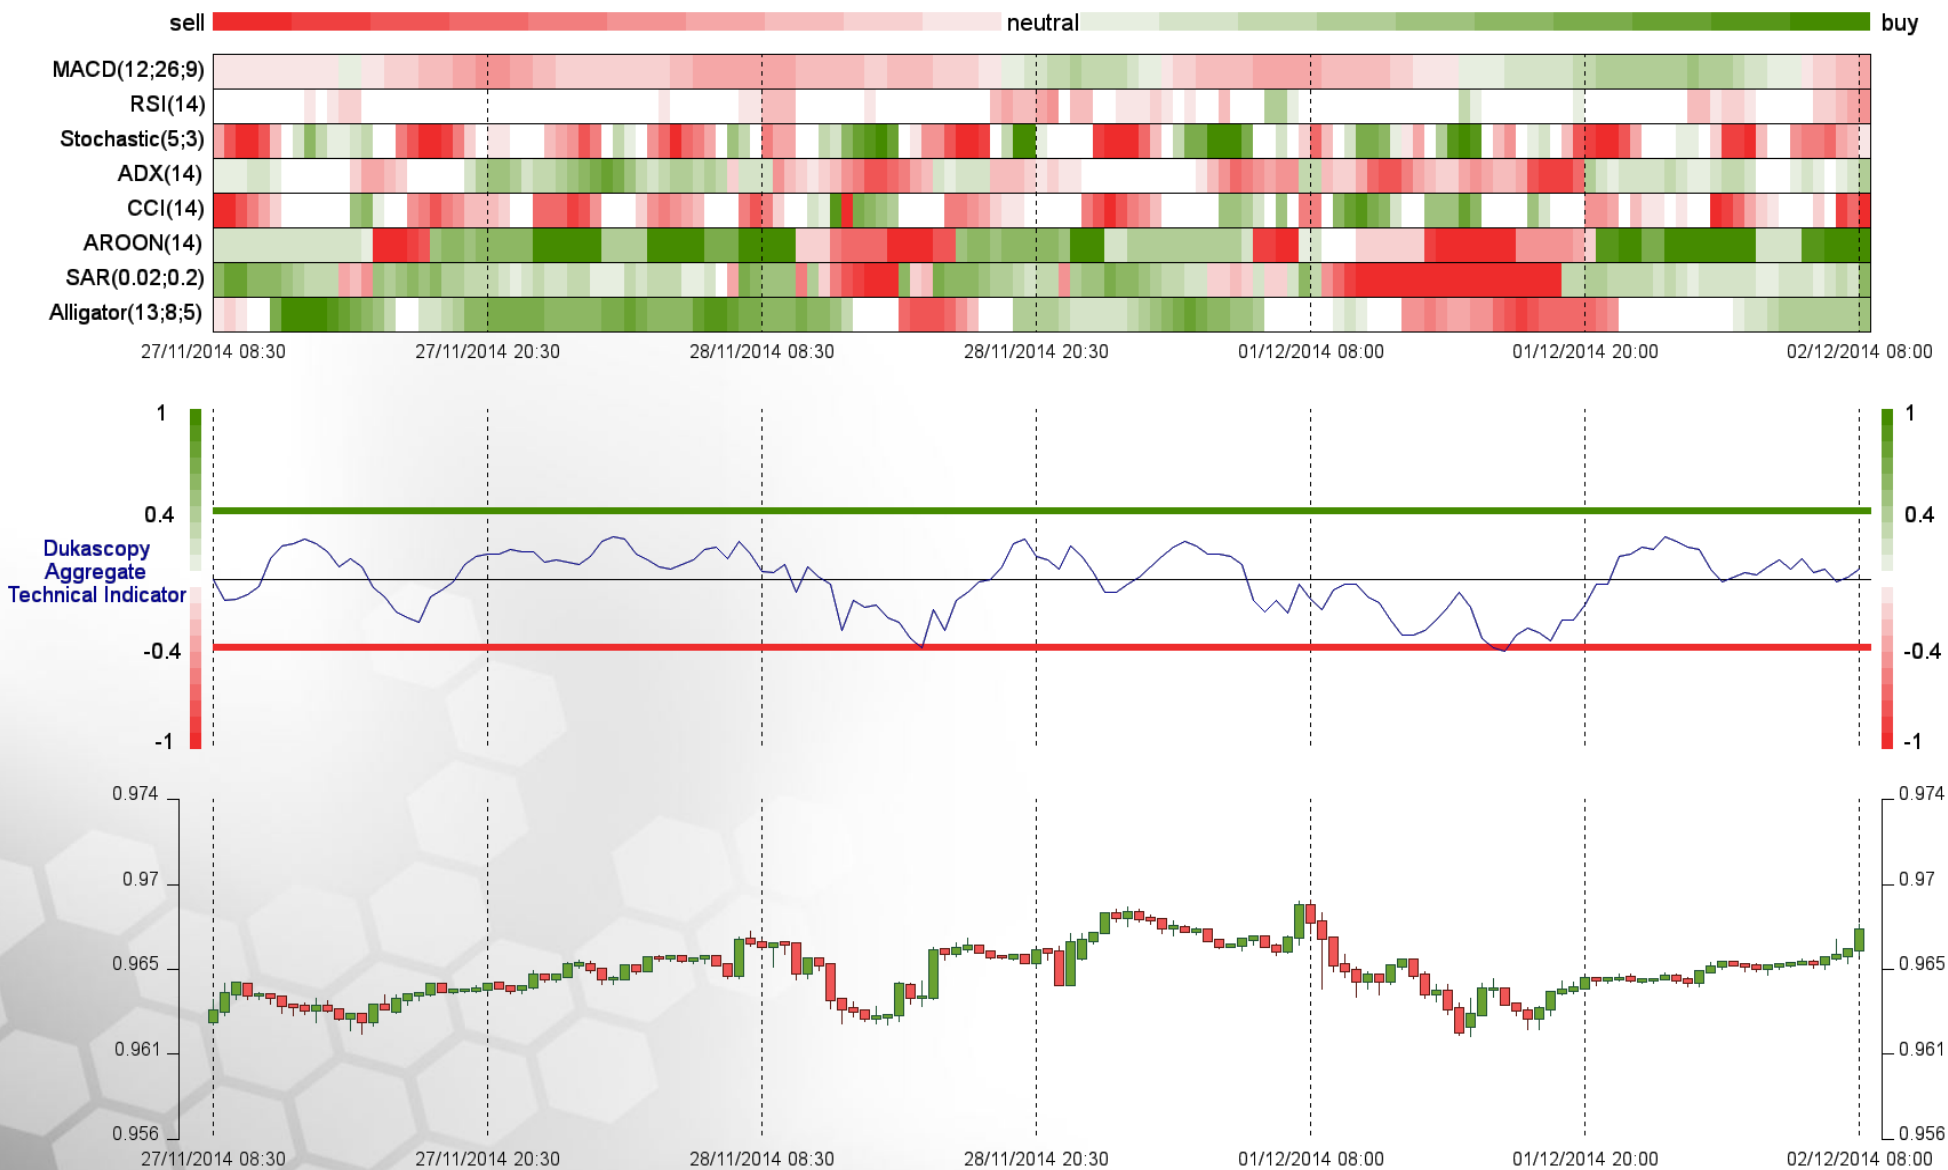 sell neutral buy
MACD(12;26;9)
RSI(14)
Stochastic(5;3)
ADX(14)
CCI(14)
AROON(14)
SAR(0.02;0.2)
Alligator(13;8;5)
27/11/2014 08:30 27/11/2014 20:30 28/11/2014 08:30 28/11/2014 20:30 01/12/2014 08:00 01/12/2014 20:00 02/12/2014 08:00
1 1
0.4 0.4
Dukascopy
Aggregate
Technical Indicator
-0.4 -0.4
-1 -1
0.974 0.974
0.97 0.97
0.965 0.965
0.961 0.961
0.956 0.956
27/11/2014 08:30 27/11/2014 20:30 28/11/2014 08:30 28/11/2014 20:30 01/12/2014 08:00 01/12/2014 20:00 02/12/2014 08:00